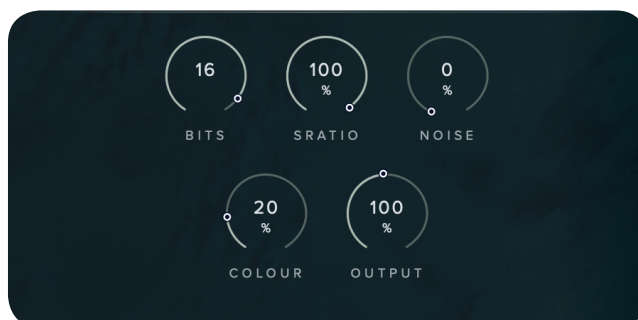 16
100
%
0
%
BITS
SRATIO
NOISE
20
%
100
%
COLOUR
OUTPUT